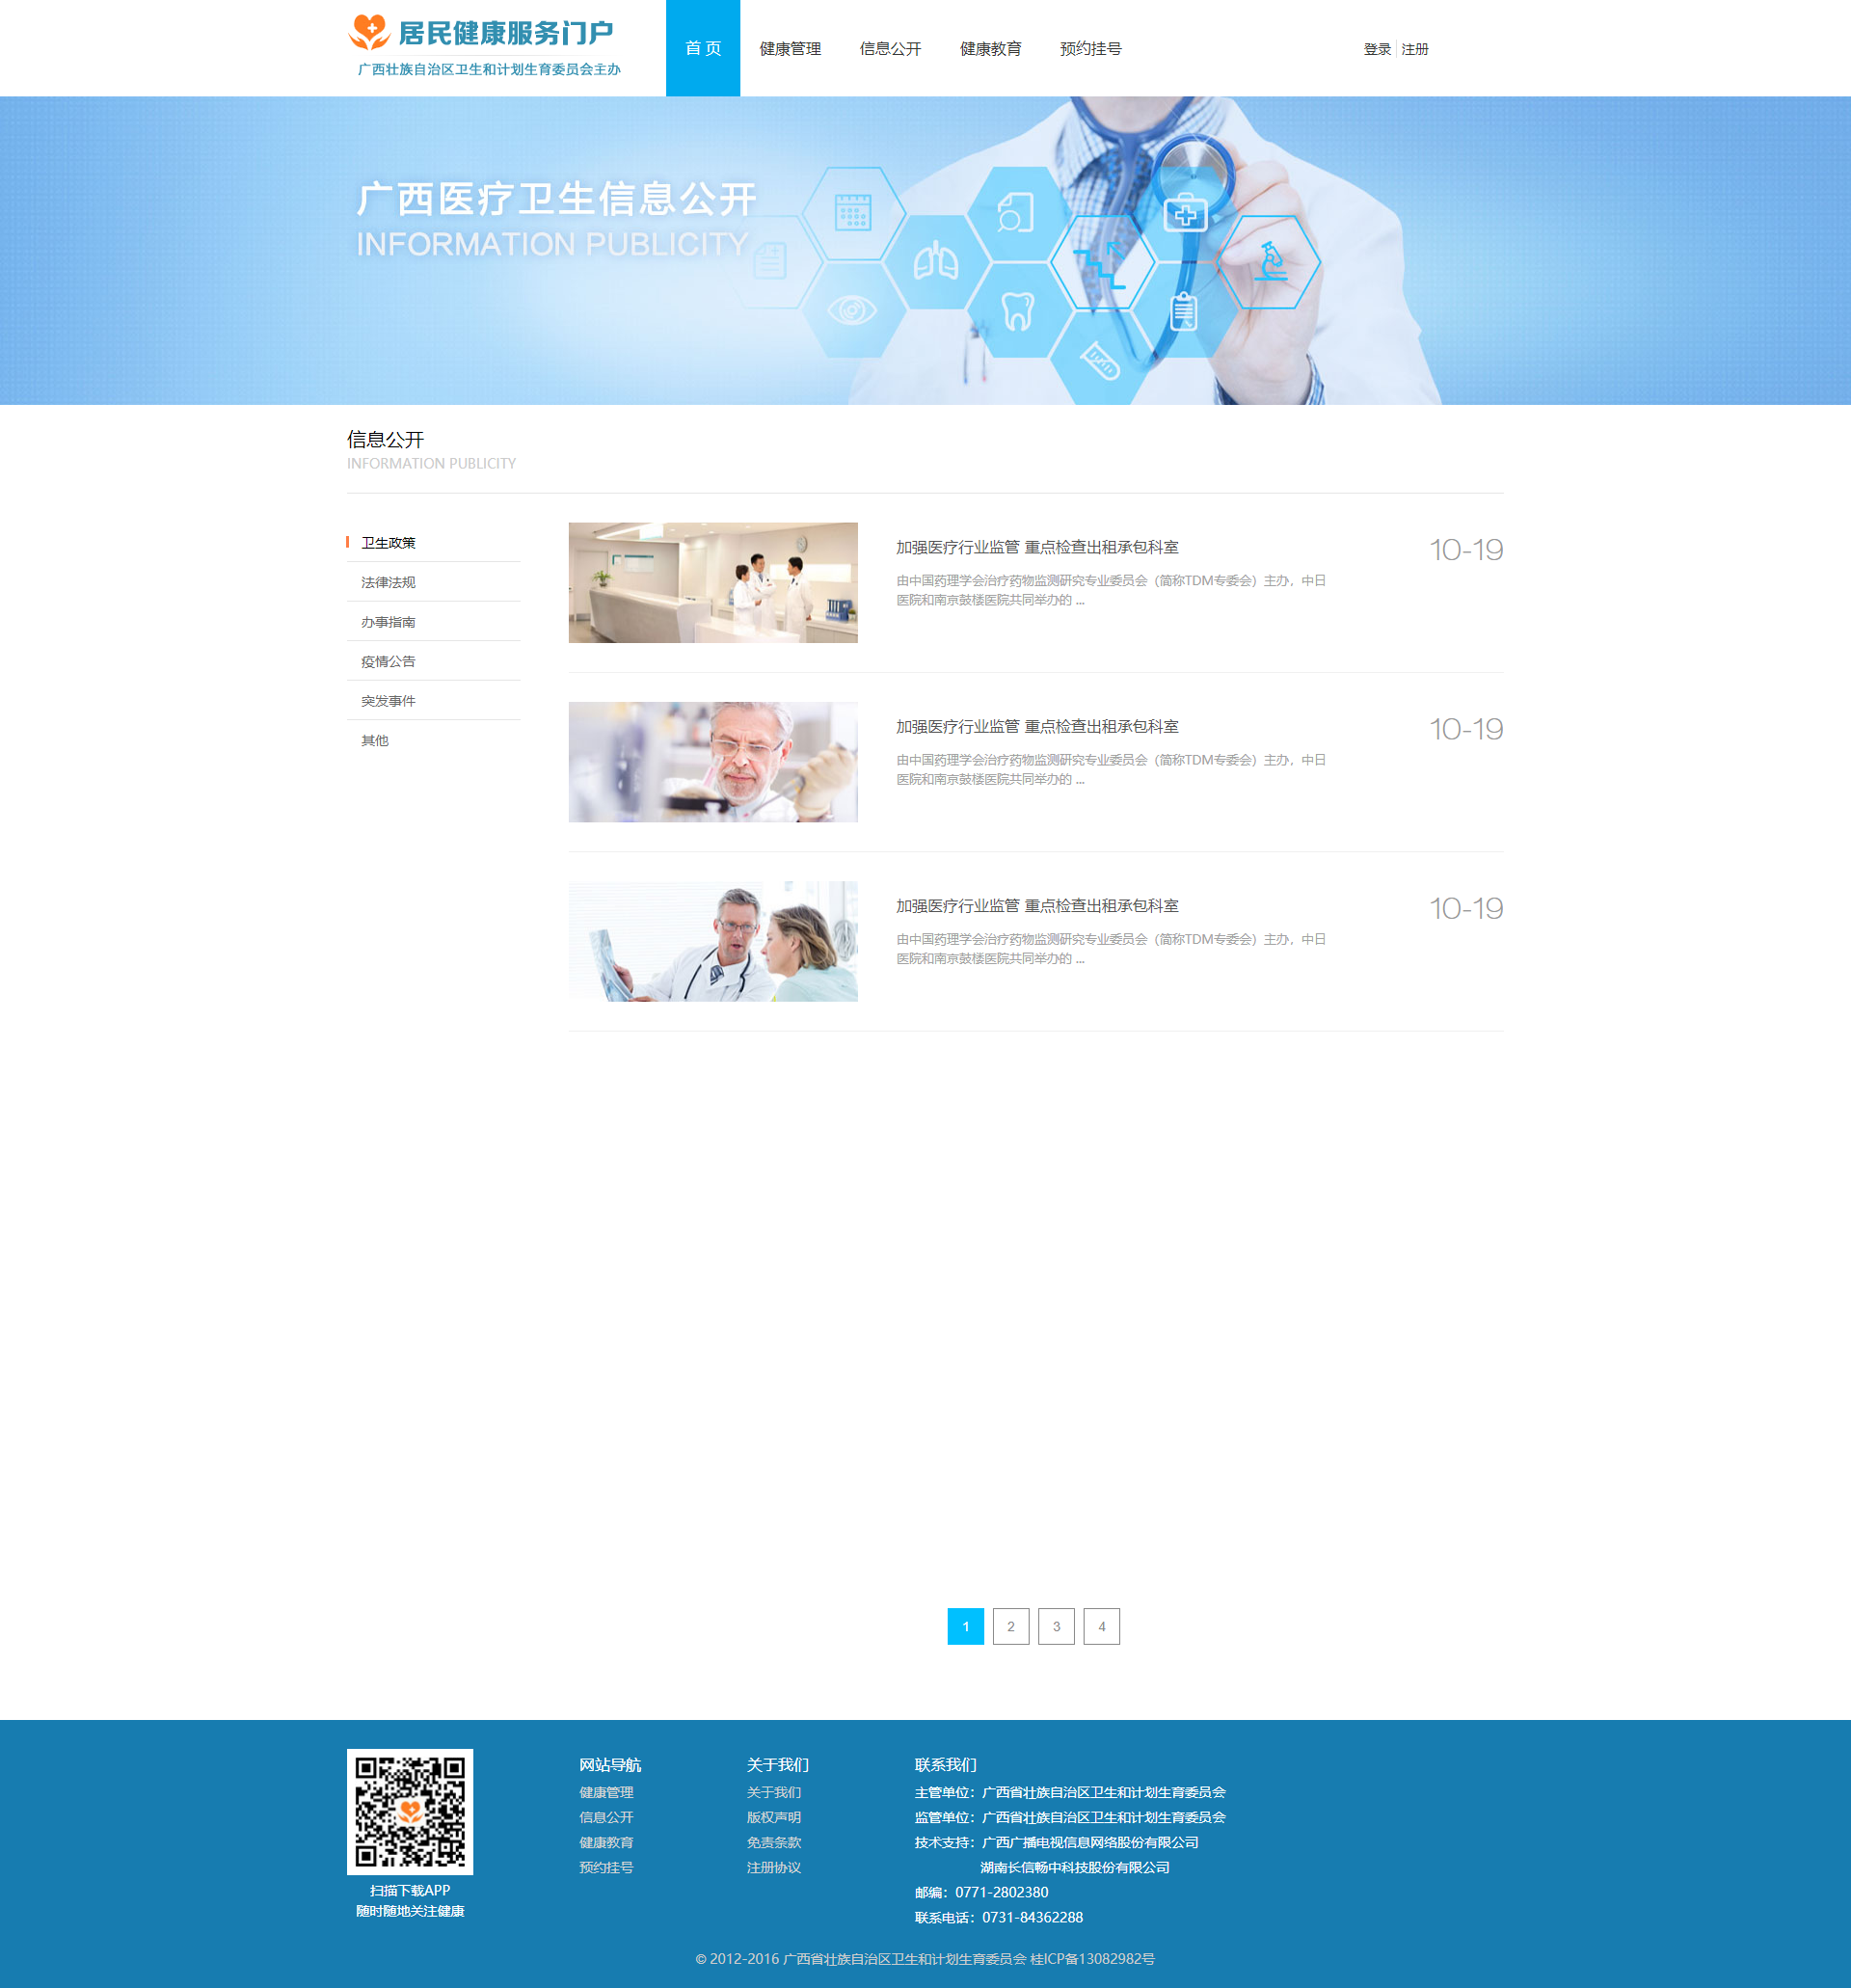 居民健康服务门户
广西壮族自治区卫生和计划生育委员会主办
首 页 健康管理 信息公开 健康教育 预约挂号 登录 注册
广西医疗卫生信息公开
INFORMATION PUBLICITY
信息公开
INFORMATION PUBLICITY
卫生政策
法律法规
办事指南
疫情公告
突发事件
其他
加强医疗行业监管 重点检查出租承包科室
10-19
由中国药理学会治疗药物监测研究专业委员会（简称TDM专委会）主办，中日
医院和南京鼓楼医院共同举办的 ...
加强医疗行业监管 重点检查出租承包科室
10-19
由中国药理学会治疗药物监测研究专业委员会（简称TDM专委会）主办，中日
医院和南京鼓楼医院共同举办的 ...
加强医疗行业监管 重点检查出租承包科室
10-19
由中国药理学会治疗药物监测研究专业委员会（简称TDM专委会）主办，中日
医院和南京鼓楼医院共同举办的 ...
1 2 3 4
扫描下载APP
随时随地关注健康
网站导航
健康管理
信息公开
健康教育
预约挂号
关于我们
关于我们
版权声明
免责条款
注册协议
联系我们
主管单位：广西省壮族自治区卫生和计划生育委员会
监管单位：广西省壮族自治区卫生和计划生育委员会
技术支持：广西广播电视信息网络股份有限公司
湖南长信畅中科技股份有限公司
邮编：0771-2802380
联系电话：0731-84362288
© 2012-2016 广西省壮族自治区卫生和计划生育委员会 桂ICP备13082982号